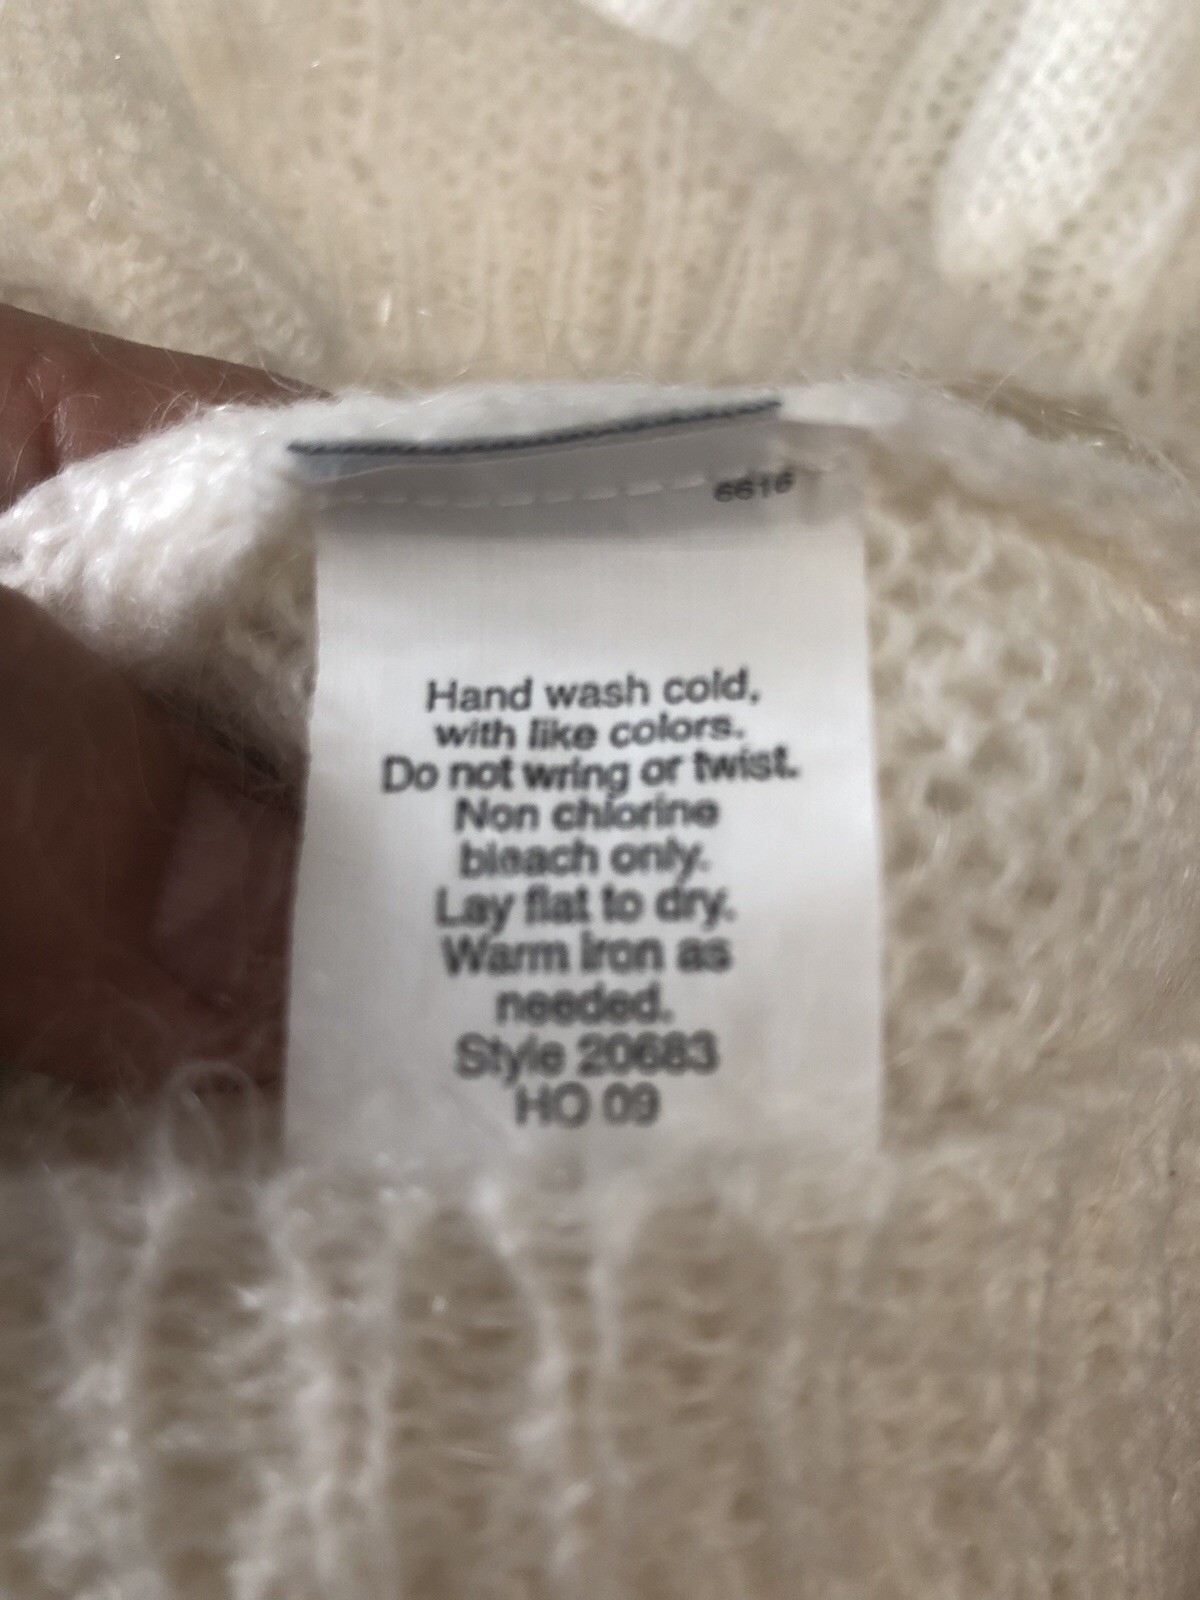 6616
Hand wash cold,
with like colors.
Do not wring or twist.
Non chlorine
bleach only.
Lay flat to dry.
Warm iron as
needed.
Style 20683
HO 09